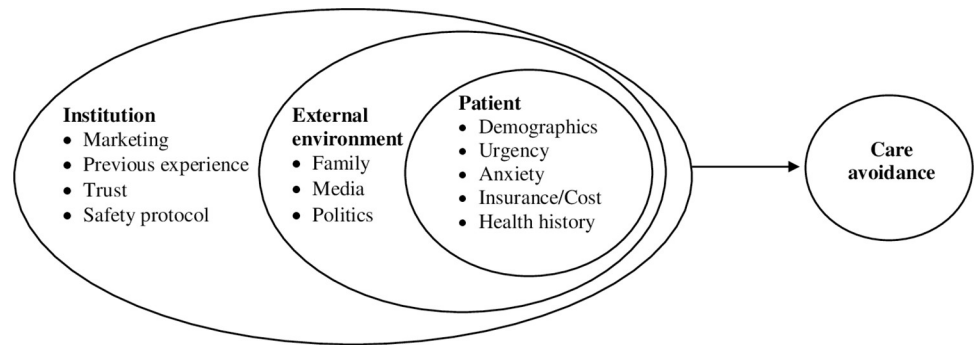 Institution
• Marketing
• Previous experience
• Trust
• Safety protocol
External
environment
• Family
• Media
• Politics
Patient
• Demographics
• Urgency
• Anxiety
• Insurance/Cost
• Health history
Care
avoidance